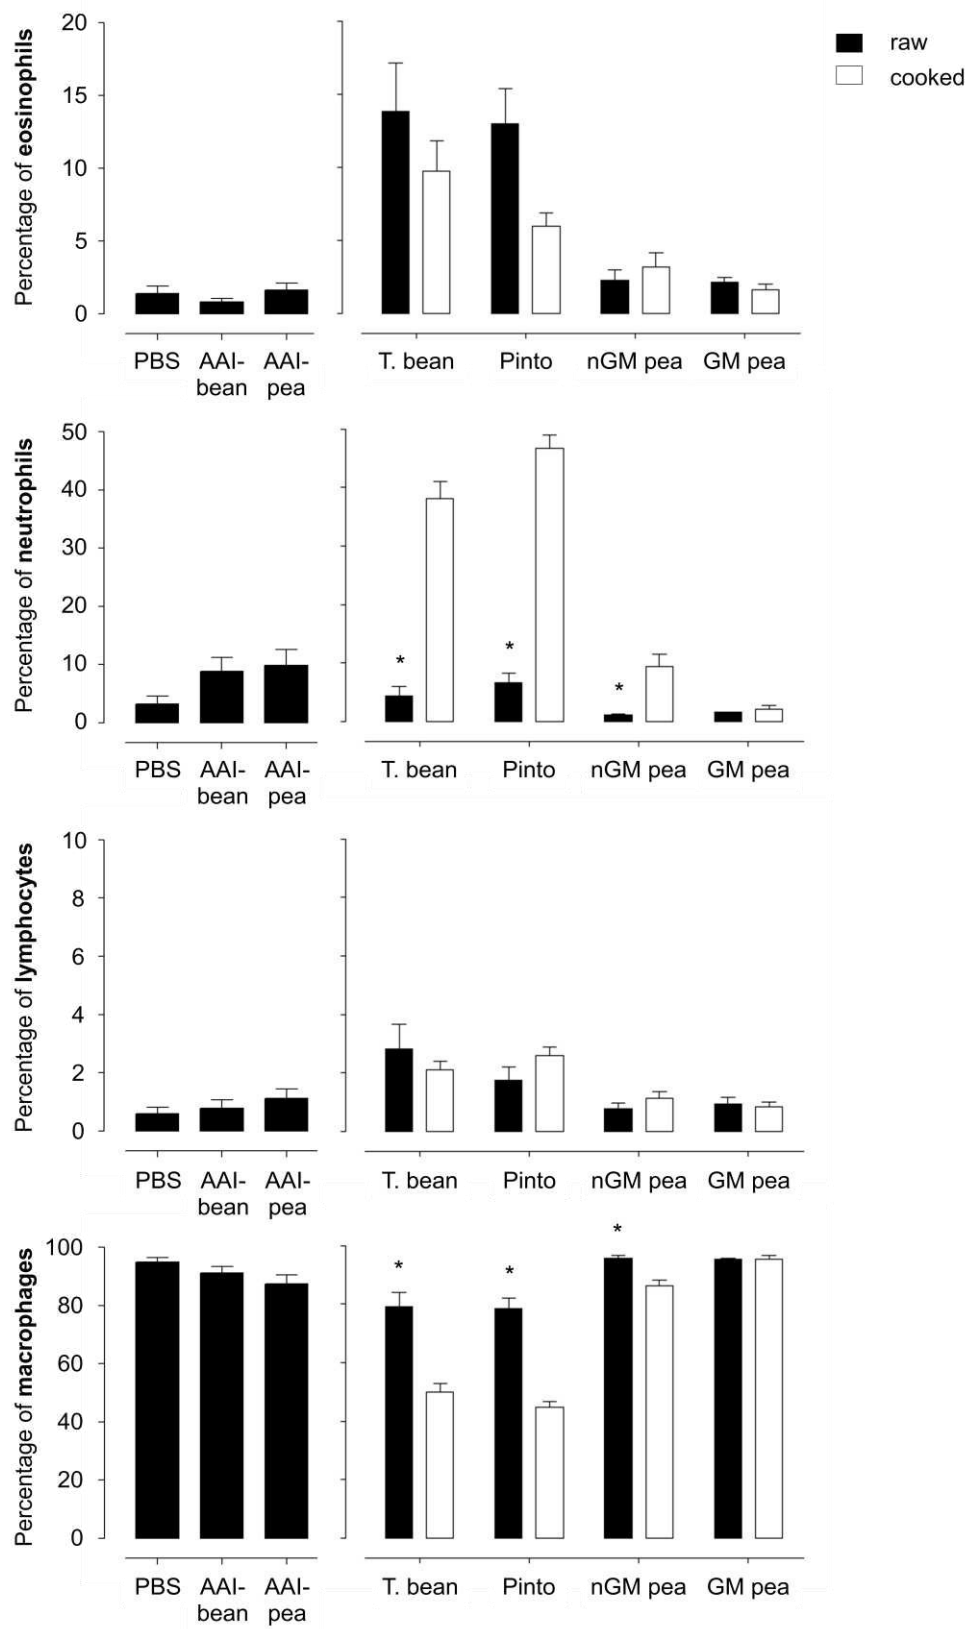 raw
cooked
Percentage of eosinophils
20
15
10
5
0
PBS AAI- AAI- T. bean Pinto nGM pea GM pea
bean pea
Percentage of neutrophils
50
40
30
20
10
0
* * *
PBS AAI- AAI- T. bean Pinto nGM pea GM pea
bean pea
Percentage of lymphocytes
10
8
6
4
2
0
PBS AAI- AAI- T. bean Pinto nGM pea GM pea
bean pea
Percentage of macrophages
100
80
60
40
20
0
* * *
PBS AAI- AAI- T. bean Pinto nGM pea GM pea
bean pea